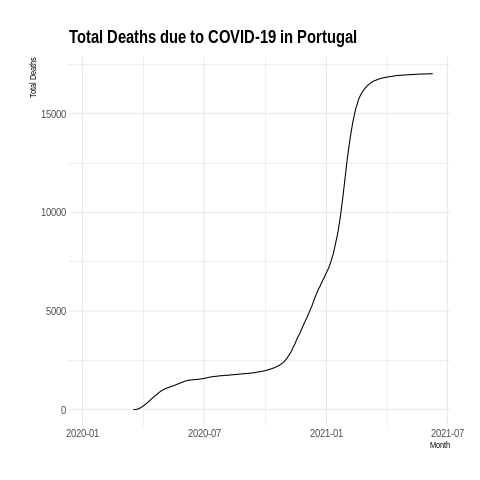 Total Deaths due to COVID-19 in Portugal
Total Deaths
15000
10000
5000
0
2020-01 2020-07 2021-01 2021-07
Month